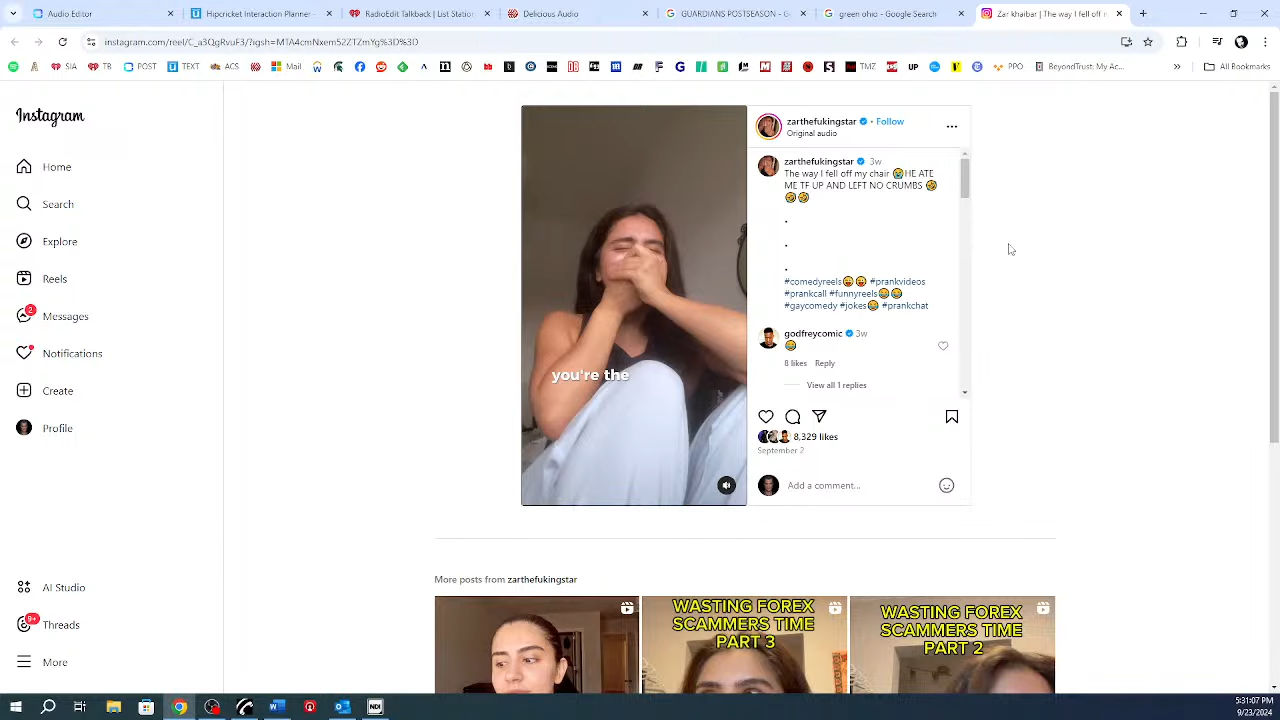 Audio Editor
Hipcricket Interaction Planner-
RadioEdit Talkback | List Station
Delicious Audio
GUARDIANS POSTSEASON - G
green ohio - Google Search
Zar khaibar | The way I fell off m
instagram.com/reel/C_a3QgRvuF3/?igsh=MTA4cmNxem52ZTZmYg%3D%3D
SiA
TB
POST
TEXT
ACS
Mail
UP
TMZ
PPO
BeyondTrust: My Ac...
»
All Bookmarks
Instagram
Home
Search
Explore
Reels
2
Messages
Notifications
Create
Profile
AI Studio
9+
Threads
More
you're the
zarthefukingstar • Follow
Original audio
zarthefukingstar 3w
The way I fell off my chair 😭HE ATE
ME TF UP AND LEFT NO CRUMBS 🤣
🤣🤣
.
.
.
#comedyreels😛😛 #prankvideos
#prankcall #funnyreels😂😂
#gaycomedy #jokes😂 #prankchat
godfreycomic 3w
😂
8 likes Reply
View all 1 replies
8,329 likes
September 2
Add a comment...
More posts from zarthefukingstar
WASTING FOREX
SCAMMERS TIME
PART 3
WASTING FOREX
SCAMMERS TIME
PART 2
5:31:07 PM
9/23/2024